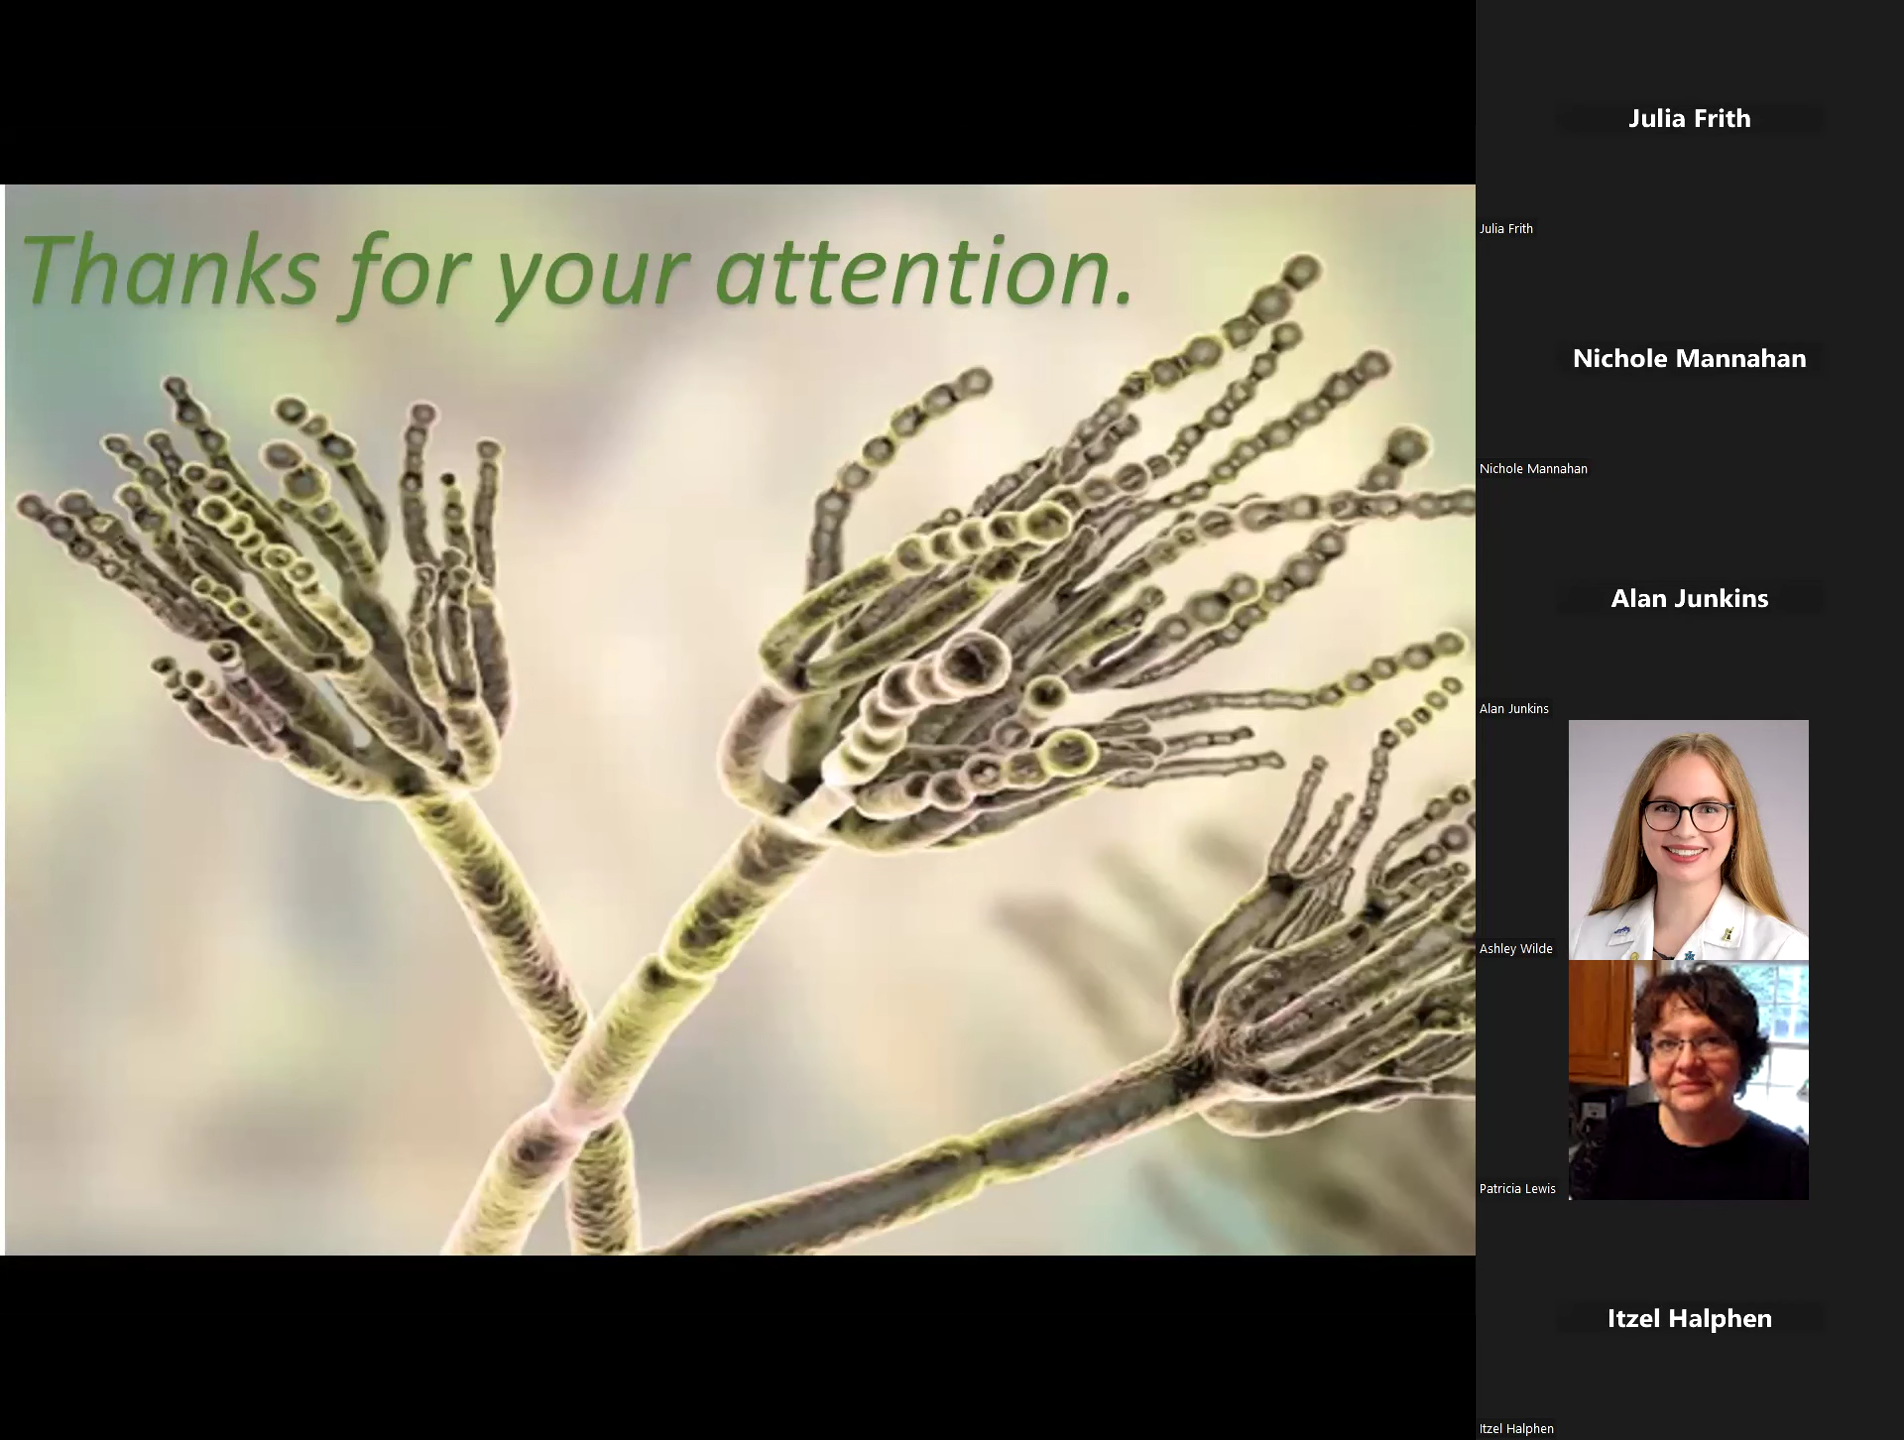 Thanks for your attention.
Julia Frith
Julia Frith
Nichole Mannahan
Nichole Mannahan
Alan Junkins
Alan Junkins
Ashley Wilde
Patricia Lewis
Itzel Halphen
Itzel Halphen